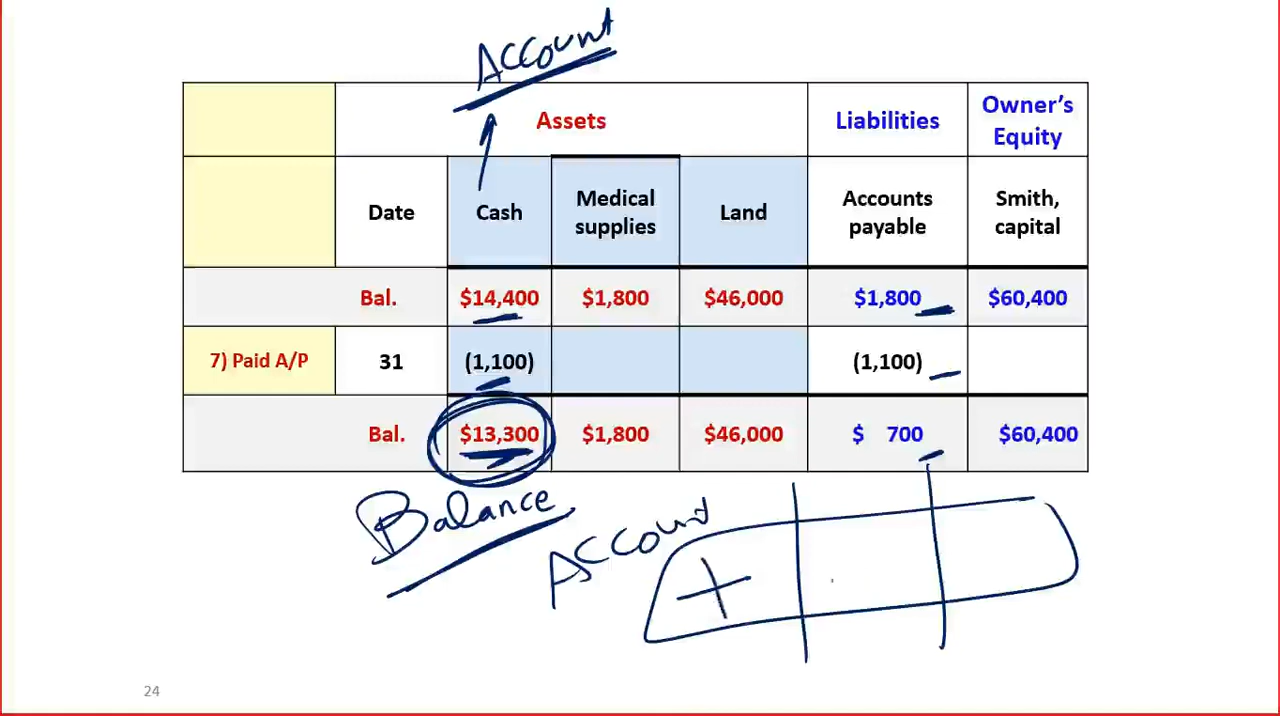 Account
Assets
Liabilities
Owner's
Equity
Date
Cash
Medical
supplies
Land
Accounts
payable
Smith,
capital
Bal. $14,400 $1,800 $46,000 $1,800 $60,400
7) Paid A/P 31 (1,100) (1,100)
Bal. $13,300 $1,800 $46,000 $ 700 $60,400
Balance
Account
+
24